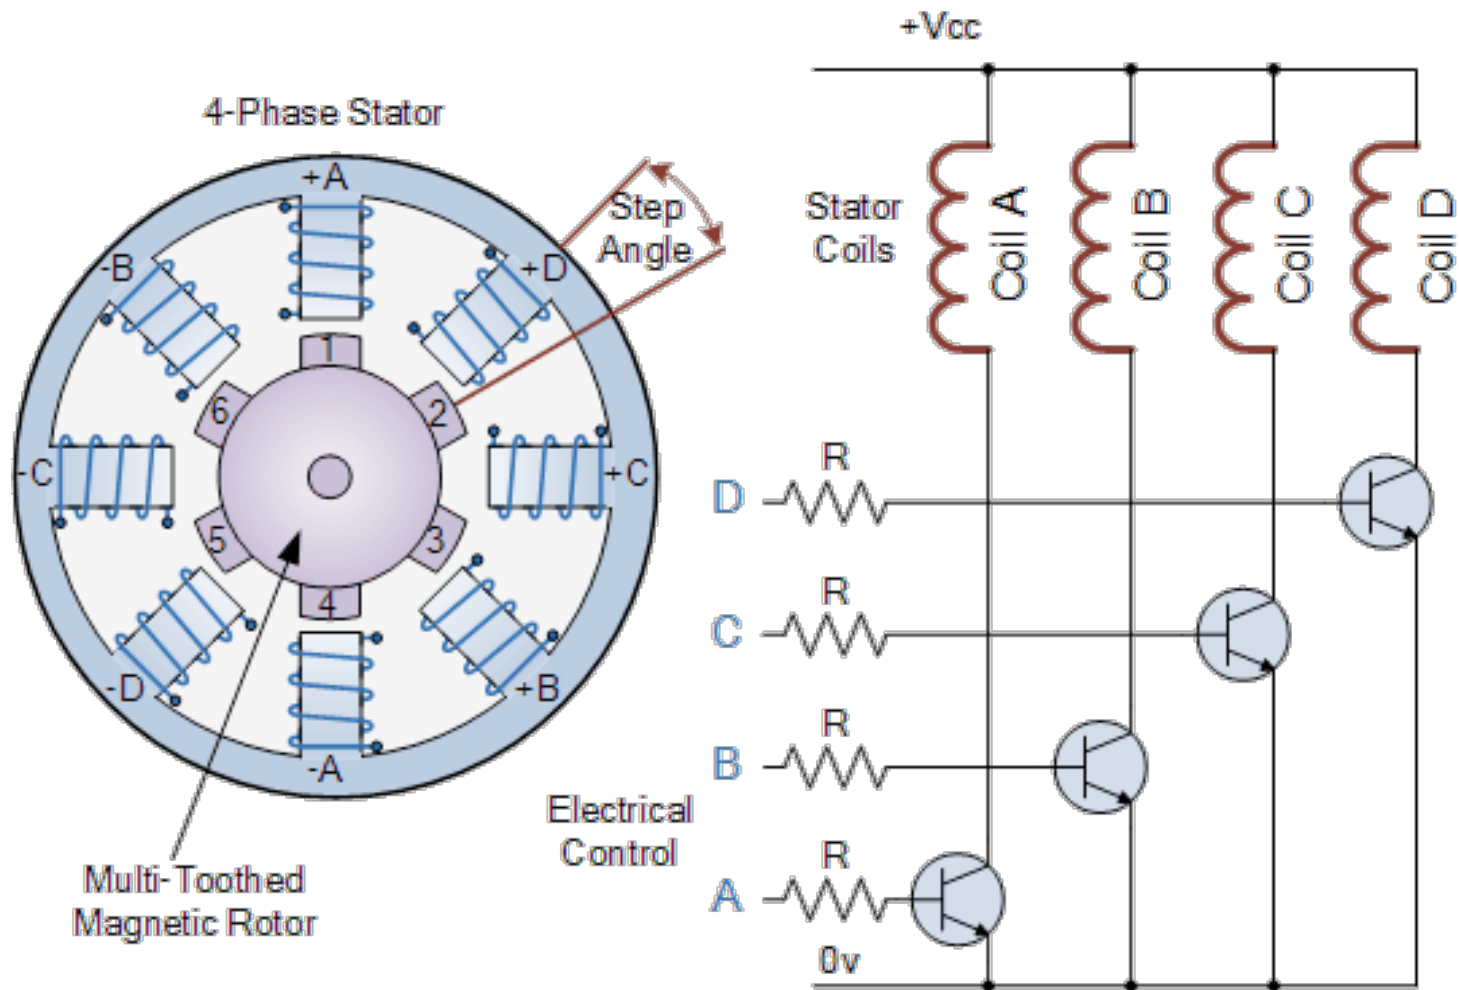 +Vcc
4-Phase Stator
+A
-B
+D
Step
Angle
Stator
Coils
Coil A
Coil B
Coil C
Coil D
1
6
2
-C
+C
5
3
4
-D
+B
-A
D
R
C
R
B
R
A
R
0v
Electrical
Control
Multi-Toothed
Magnetic Rotor